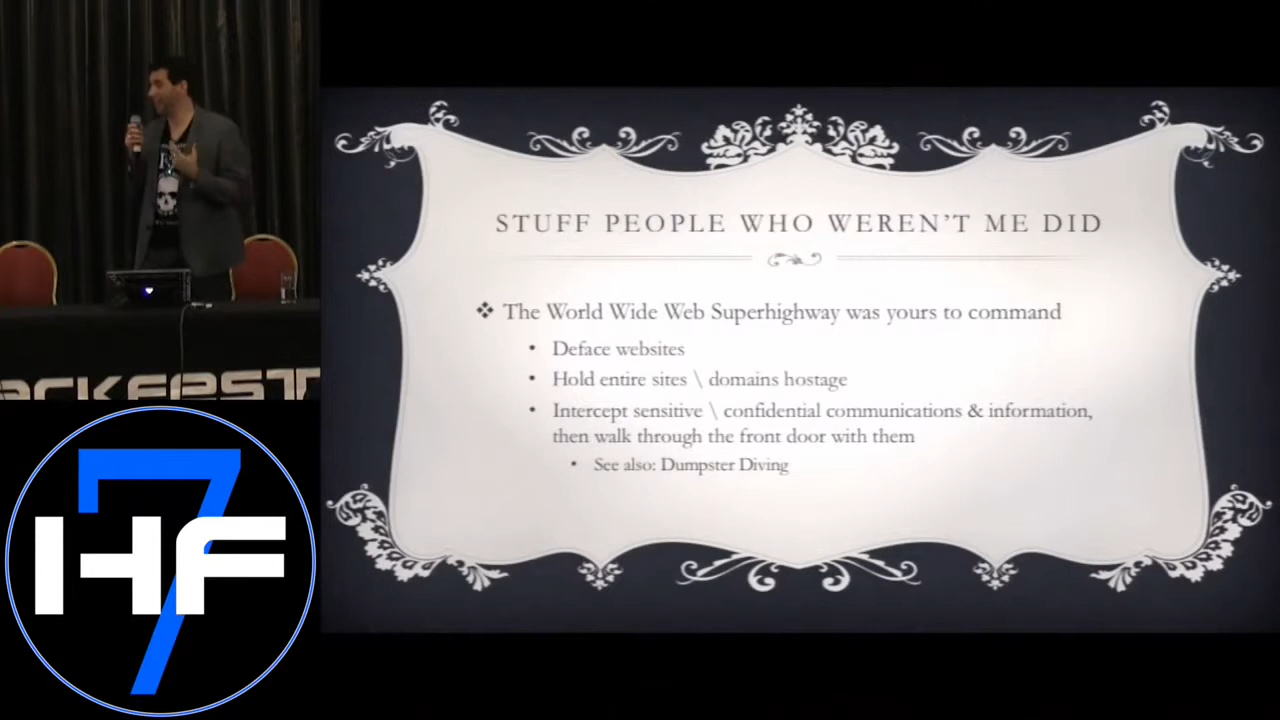 STUFF PEOPLE WHO WEREN'T ME DID
The World Wide Web Superhighway was yours to command
Deface websites
Hold entire sites \ domains hostage
Intercept sensitive \ confidential communications & information,
then walk through the front door with them
See also: Dumpster Diving
7
HF